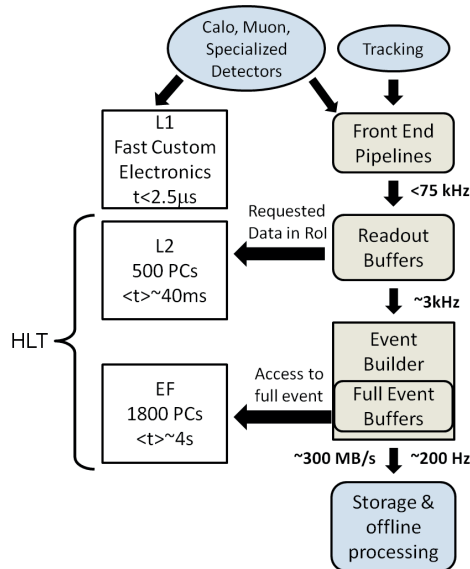 Calo, Muon,
Specialized
Detectors
Tracking
L1
Fast Custom
Electronics
t<2.5μs
Front End
Pipelines
<75 kHz
Requested
Data in RoI
L2
500 PCs
<t>~40ms
Readout
Buffers
~3kHz
HLT
Event
Builder
Full Event
Buffers
Access to
full event
EF
1800 PCs
<t>~4s
~300 MB/s
~200 Hz
Storage &
offline
processing